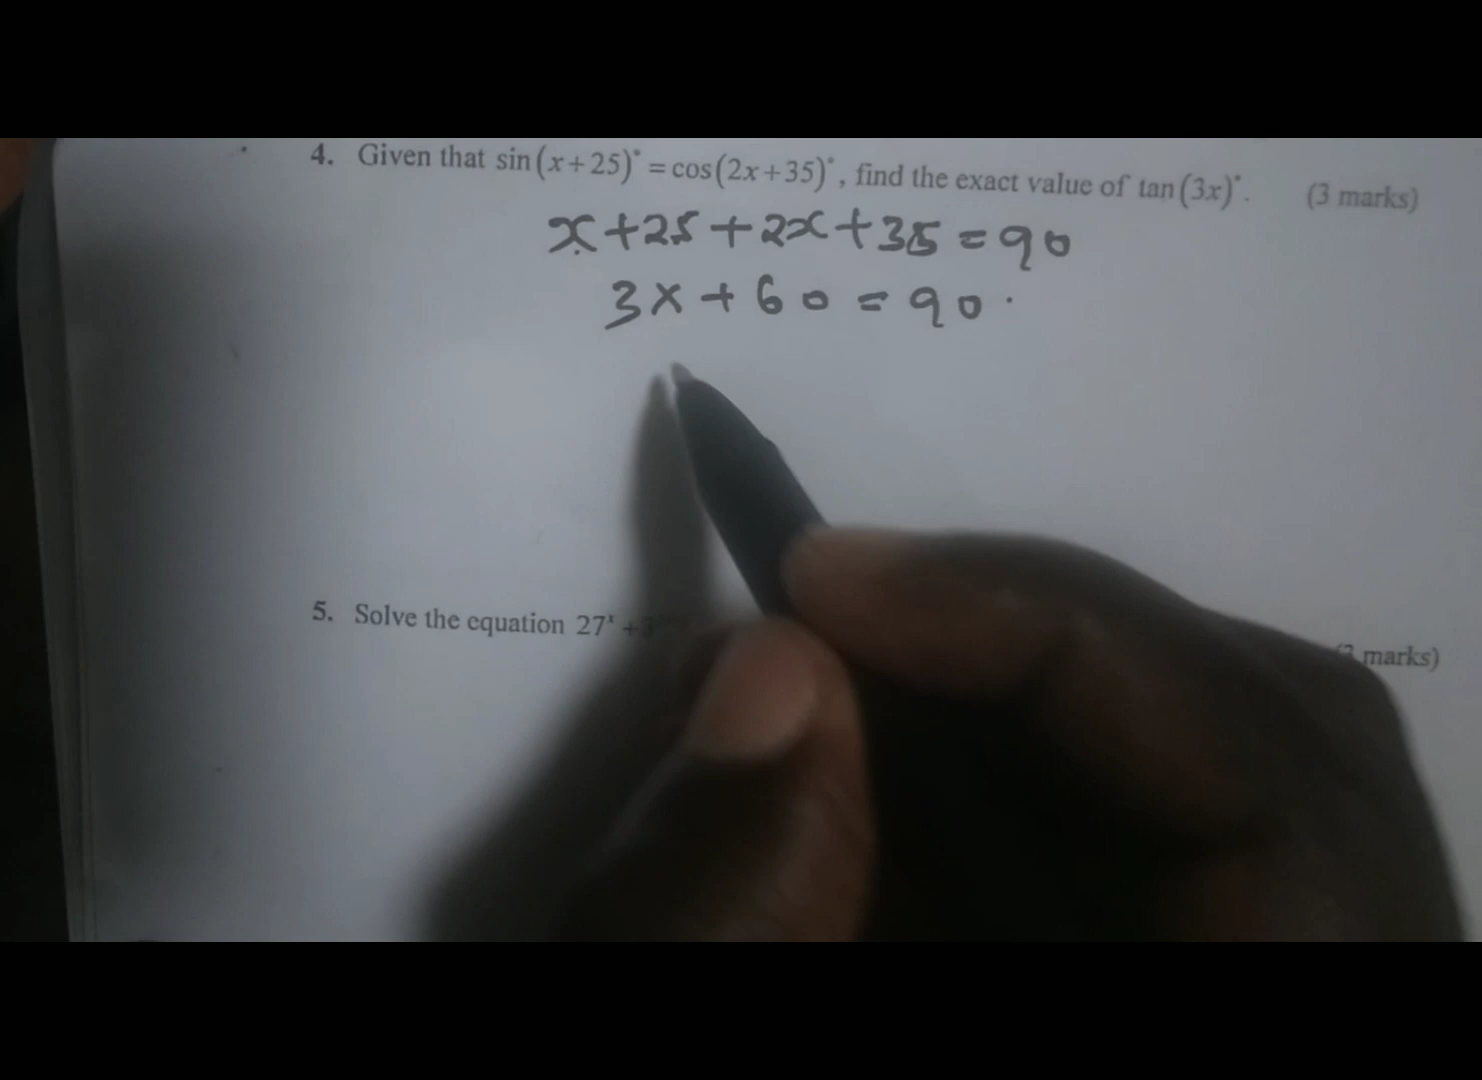 4. Given that sin(x+25)° = cos(2x+35)°, find the exact value of tan(3x)°. (3 marks)
x+25+2x+35=90
3x+60=90
5. Solve the equation 27ˣ +
marks)